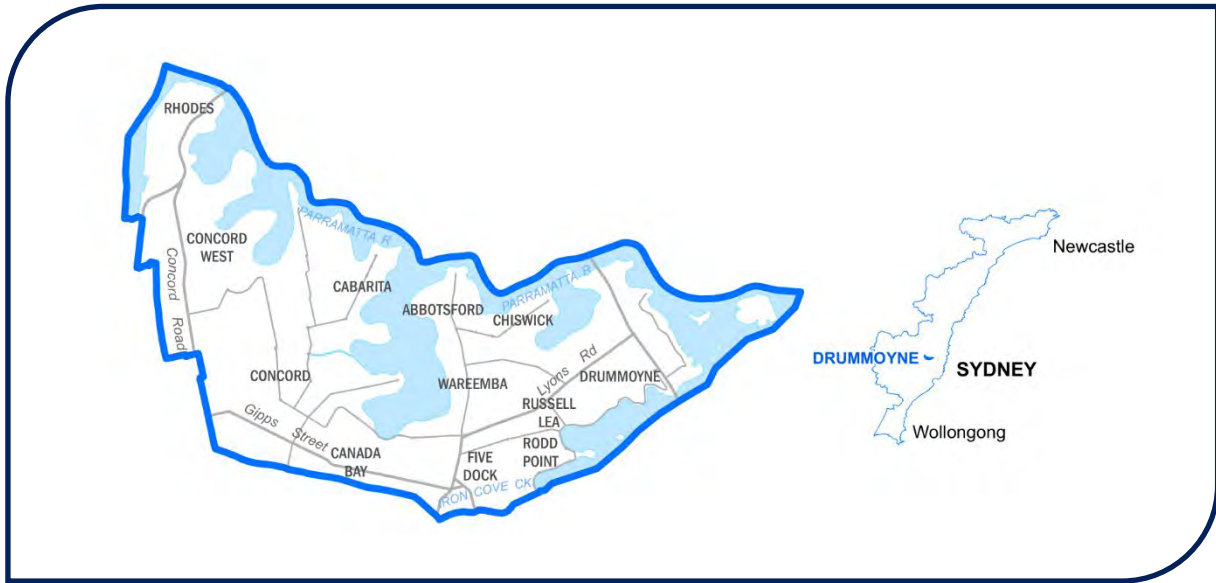 RHODES
CONCORD
WEST
Concord Road
PARRAMATTA R
CABARITA
ABBOTSFORD
PARRAMATTA R
CHISWICK
CONCORD
WAREEMBA
Lyons Rd
DRUMMOYNE
RUSSELL
LEA
Gipps Street
CANADA
BAY
FIVE
DOCK
RODD
POINT
IRON COVE CK
Newcastle
DRUMMOYNE
SYDNEY
Wollongong